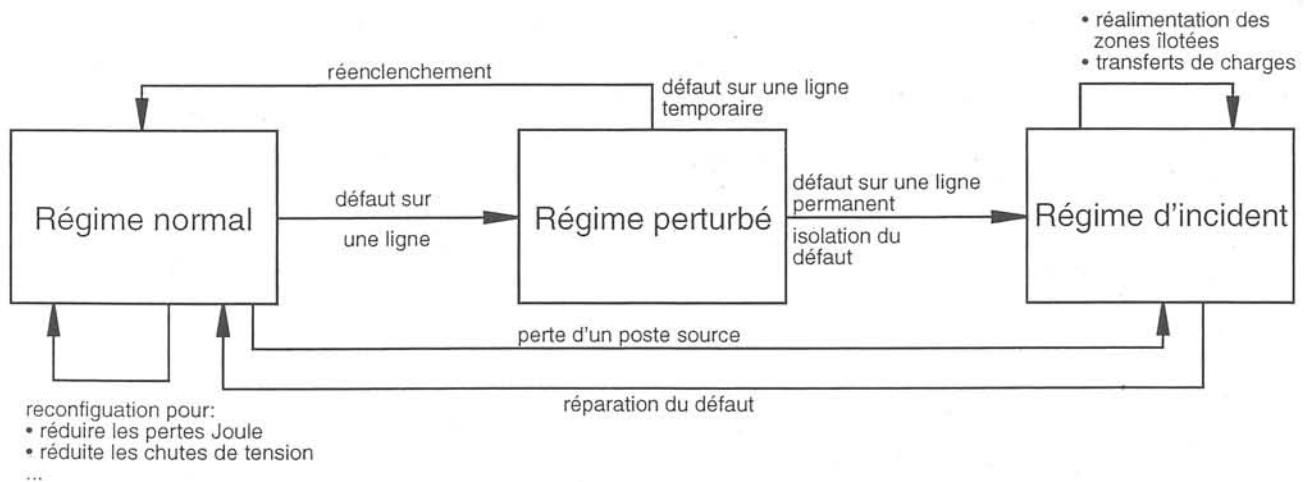 • réalimentation des
zones îlotées
• transferts de charges
réenclenchement
défaut sur une ligne
temporaire
Régime normal
défaut sur
une ligne
Régime perturbé
défaut sur une ligne
permanent
isolation du
défaut
Régime d'incident
perte d'un poste source
réparation du défaut
reconfiguation pour:
• réduire les pertes Joule
• réduite les chutes de tension
...